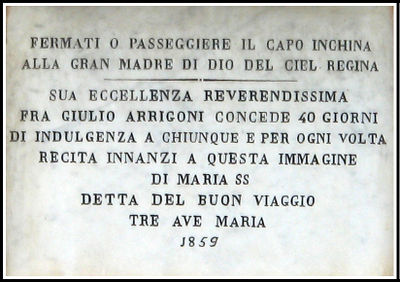 FERMATI O PASSEGGIERE IL CAPO INCHINA
ALLA GRAN MADRE DI DIO DEL CIEL REGINA
SUA ECCELLENZA REVERENDISSIMA
FRA GIULIO ARRIGONI CONCEDE 40 GIORNI
DI INDULGENZA A CHIUNQUE E PER OGNI VOLTA
RECITA INNANZI A QUESTA IMMAGINE
DI MARIA SS
DETTA DEL BUON VIAGGIO
TRE AVE MARIA
1859